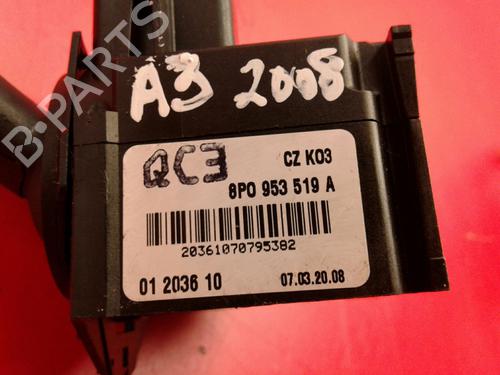 B-PARTS
A3 2008
QC3
CZ K03
8P0 953 519 A
20361070795382
01 2036 10
07.03.20.08